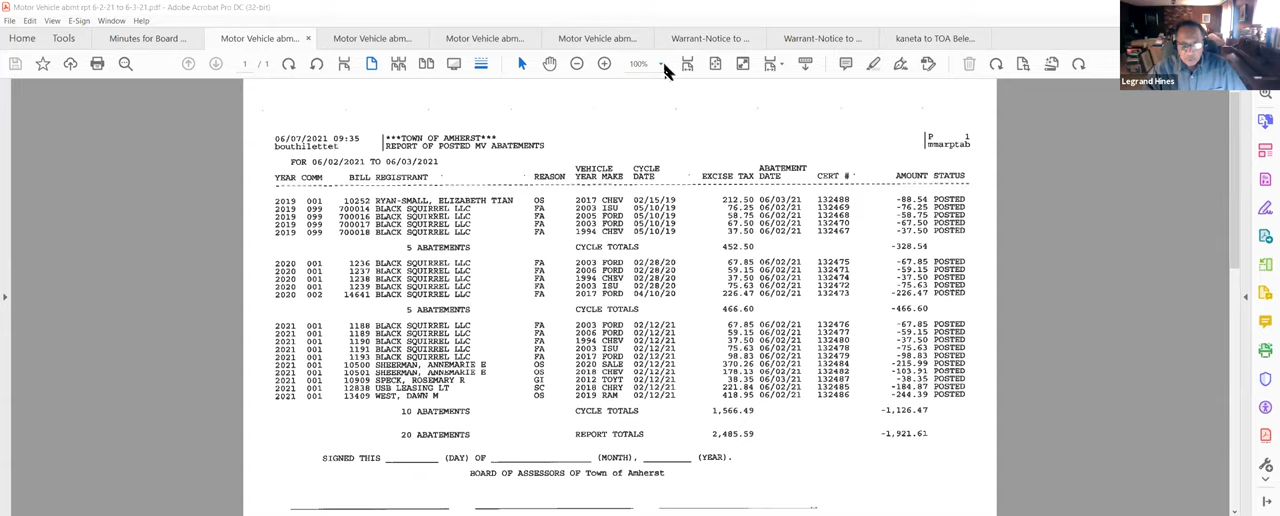 Motor Vehicle abmt rpt 6-2-21 to 6-3-21.pdf - Adobe Acrobat Pro DC (32-bit)
File Edit View E-Sign Window Help
Home Tools Minutes for Board ... Motor Vehicle abm... × Motor Vehicle abm... Motor Vehicle abm... Motor Vehicle abm... Warrant-Notice to ... Warrant-Notice to ... kaneta to TOA Bele...
1 / 1 100%
Legrand Hines
06/07/2021 09:35 ***TOWN OF AMHERST*** P 1
bouthilettet REPORT OF POSTED MV ABATEMENTS mmarptab
FOR 06/02/2021 TO 06/03/2021
VEHICLE CYCLE ABATEMENT
YEAR COMM BILL REGISTRANT REASON YEAR MAKE DATE EXCISE TAX DATE CERT # AMOUNT STATUS
2019 001 10252 RYAN-SMALL, ELIZABETH TIAN OS 2017 CHEV 02/15/19 212.50 06/03/21 132488 -88.54 POSTED
2019 099 700014 BLACK SQUIRREL LLC FA 2003 ISU 05/10/19 76.25 06/02/21 132469 -76.25 POSTED
2019 099 700016 BLACK SQUIRREL LLC FA 2005 FORD 05/10/19 58.75 06/02/21 132468 -58.75 POSTED
2019 099 700017 BLACK SQUIRREL LLC FA 2003 FORD 05/10/19 67.50 06/02/21 132470 -67.50 POSTED
2019 099 700018 BLACK SQUIRREL LLC FA 1994 CHEV 05/10/19 37.50 06/02/21 132467 -37.50 POSTED
5 ABATEMENTS CYCLE TOTALS 452.50 -328.54
2020 001 1236 BLACK SQUIRREL LLC FA 2003 FORD 02/28/20 67.85 06/02/21 132475 -67.85 POSTED
2020 001 1237 BLACK SQUIRREL LLC FA 2006 FORD 02/28/20 59.15 06/02/21 132471 -59.15 POSTED
2020 001 1238 BLACK SQUIRREL LLC FA 1994 CHEV 02/28/20 37.50 06/02/21 132474 -37.50 POSTED
2020 001 1239 BLACK SQUIRREL LLC FA 2003 ISU 02/28/20 75.63 06/02/21 132472 -75.63 POSTED
2020 002 14641 BLACK SQUIRREL LLC FA 2017 FORD 04/10/20 226.47 06/02/21 132473 -226.47 POSTED
5 ABATEMENTS CYCLE TOTALS 466.60 -466.60
2021 001 1188 BLACK SQUIRREL LLC FA 2003 FORD 02/12/21 67.85 06/02/21 132476 -67.85 POSTED
2021 001 1189 BLACK SQUIRREL LLC FA 2006 FORD 02/12/21 59.15 06/02/21 132477 -59.15 POSTED
2021 001 1190 BLACK SQUIRREL LLC FA 1994 CHEV 02/12/21 37.50 06/02/21 132480 -37.50 POSTED
2021 001 1191 BLACK SQUIRREL LLC FA 2003 ISU 02/12/21 75.63 06/02/21 132478 -75.63 POSTED
2021 001 1193 BLACK SQUIRREL LLC FA 2017 FORD 02/12/21 98.83 06/02/21 132479 -98.83 POSTED
2021 001 10500 SHEERMAN, ANNEMARIE E OS 2020 SALE 02/12/21 370.26 06/02/21 132484 -215.99 POSTED
2021 001 10501 SHEERMAN, ANNEMARIE E OS 2018 CHEV 02/12/21 178.13 06/02/21 132482 -103.91 POSTED
2021 001 10909 SPECK, ROSEMARY R GI 2012 TOYT 02/12/21 38.35 06/03/21 132487 -38.35 POSTED
2021 001 12838 USB LEASING LT SC 2018 CHRY 02/12/21 221.84 06/02/21 132485 -184.87 POSTED
2021 001 13409 WEST, DAWN M OS 2019 RAM 02/12/21 418.95 06/02/21 132486 -244.39 POSTED
10 ABATEMENTS CYCLE TOTALS 1,566.49 -1,126.47
20 ABATEMENTS REPORT TOTALS 2,485.59 -1,921.61
SIGNED THIS (DAY) OF (MONTH), (YEAR).
BOARD OF ASSESSORS OF Town of Amherst